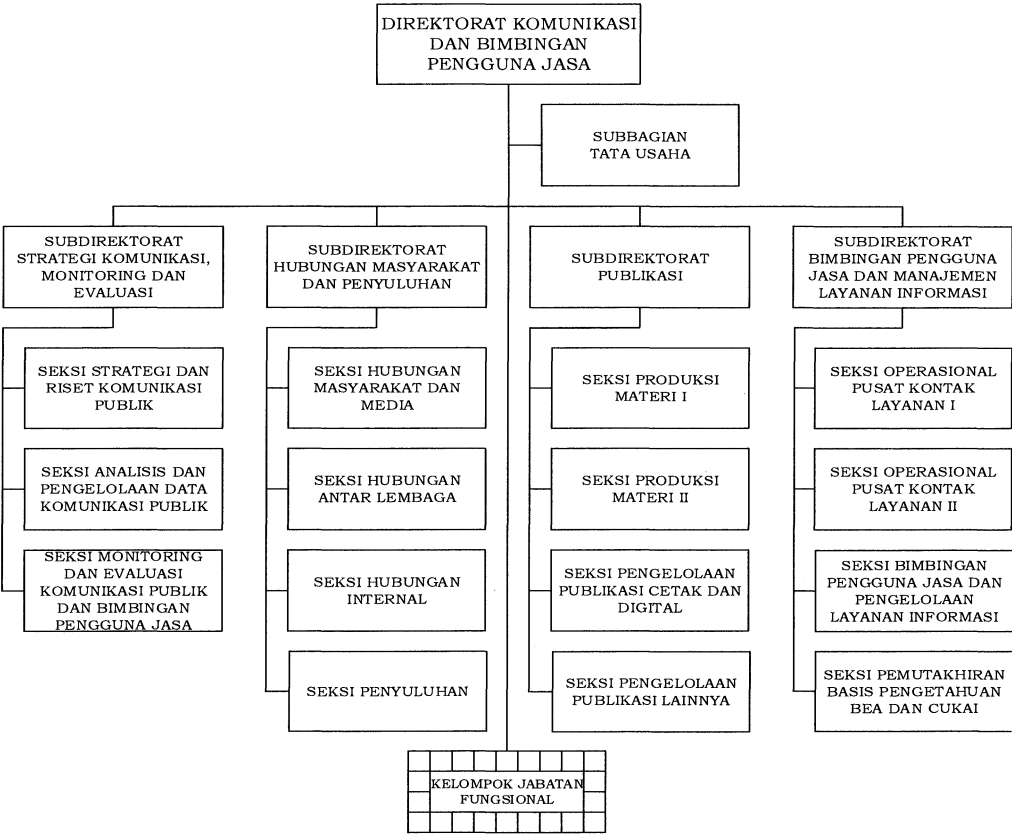 DIREKTORAT KOMUNIKASI
DAN BIMBINGAN
PENGGUNA JASA
SUBBAGIAN
TATA USAHA
SUBDIREKTORAT
STRATEGI KOMUNIKASI,
MONITORING DAN
EVALUASI
SUBDIREKTORAT
HUBUNGAN MASYARAKAT
DAN PENYULUHAN
SUBDIREKTORAT
PUBLIKASI
SUBDIREKTORAT
BIMBINGAN PENGGUNA
JASA DAN MANAJEMEN
LAYANAN INFORMASI
SEKSI STRATEGI DAN
RISET KOMUNIKASI
PUBLIK
SEKSI HUBUNGAN
MASYARAKAT DAN
MEDIA
SEKSI PRODUKSI
MATERI I
SEKSI OPERASIONAL
PUSAT KONTAK
LAYANAN I
SEKSI ANALISIS DAN
PENGELOLAAN DATA
KOMUNIKASI PUBLIK
SEKSI HUBUNGAN
ANTAR LEMBAGA
SEKSI PRODUKSI
MATERI II
SEKSI OPERASIONAL
PUSAT KONTAK
LAYANAN II
SEKSI MONITORING
DAN EVALUASI
KOMUNIKASI PUBLIK
DAN BIMBINGAN
PENGGUNA JASA
SEKSI HUBUNGAN
INTERNAL
SEKSI PENGELOLAAN
PUBLIKASI CETAK DAN
DIGITAL
SEKSI BIMBINGAN
PENGGUNA JASA DAN
PENGELOLAAN
LAYANAN INFORMASI
SEKSI PENYULUHAN
SEKSI PENGELOLAAN
PUBLIKASI LAINNYA
SEKSI PEMUTAKHIRAN
BASIS PENGETAHUAN
BEA DAN CUKAI
KELOMPOK JABATAN
FUNGSIONAL